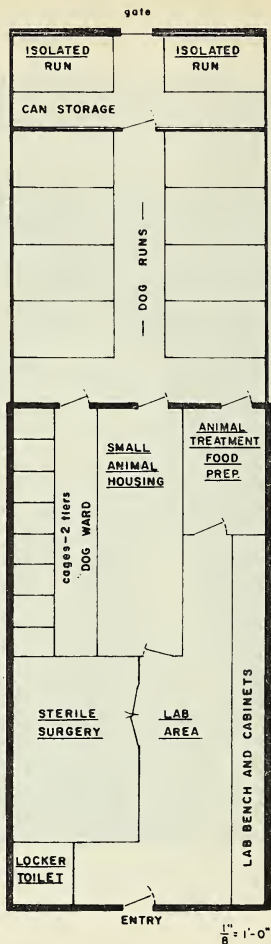 gate
ISOLATED
RUN
ISOLATED
RUN
CAN STORAGE
— DOG RUNS —
cages-2 tiers
DOG WARD
SMALL
ANIMAL
HOUSING
ANIMAL
TREATMENT
FOOD
PREP.
STERILE
SURGERY
LAB
AREA
LAB BENCH AND CABINETS
LOCKER
TOILET
ENTRY
1/8" = 1'-0"